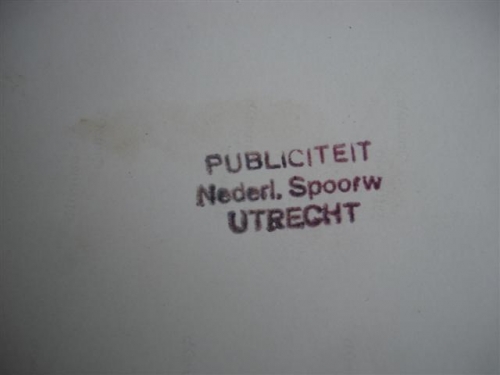 PUBLICITEIT
Nederl. Spoorw
UTRECHT